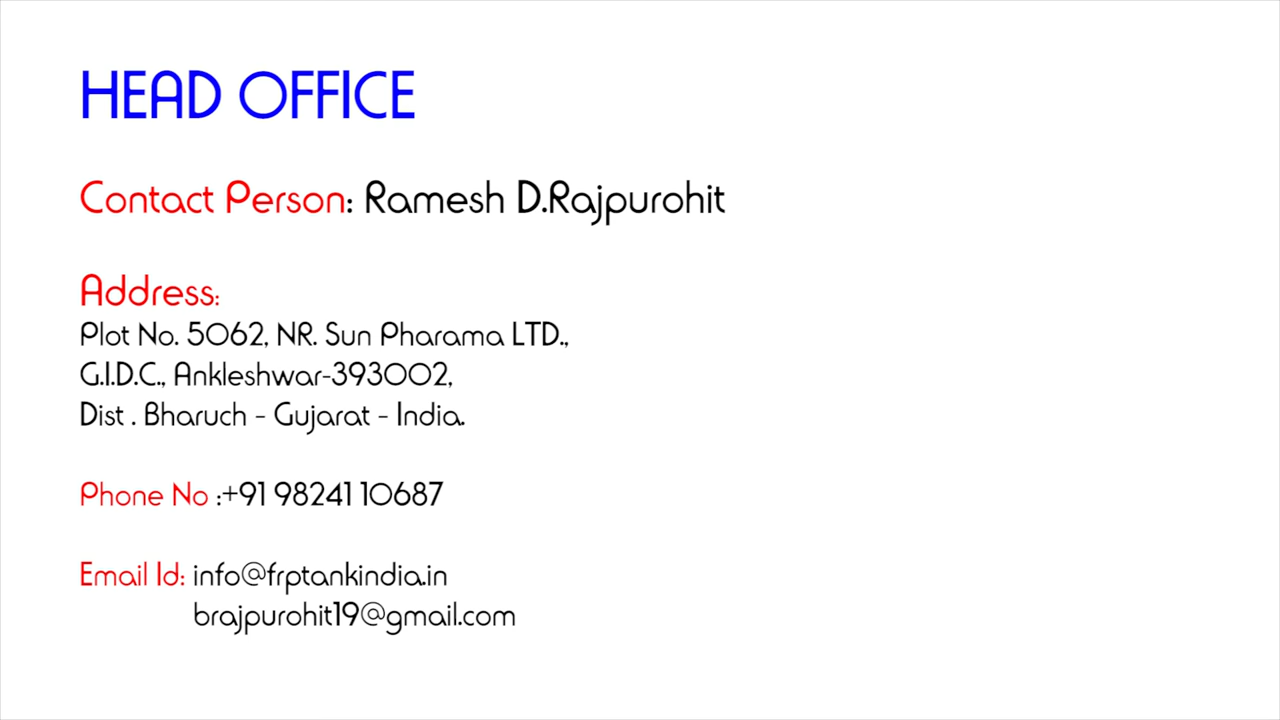 HEAD OFFICE
Contact Person: Ramesh D.Rajpurohit
Address:
Plot No. 5062, NR. Sun Pharama LTD.,
G.I.D.C., Ankleshwar-393002,
Dist . Bharuch - Gujarat - India.
Phone No :+91 98241 10687
Email Id: info@frptankindia.in
brajpurohit19@gmail.com